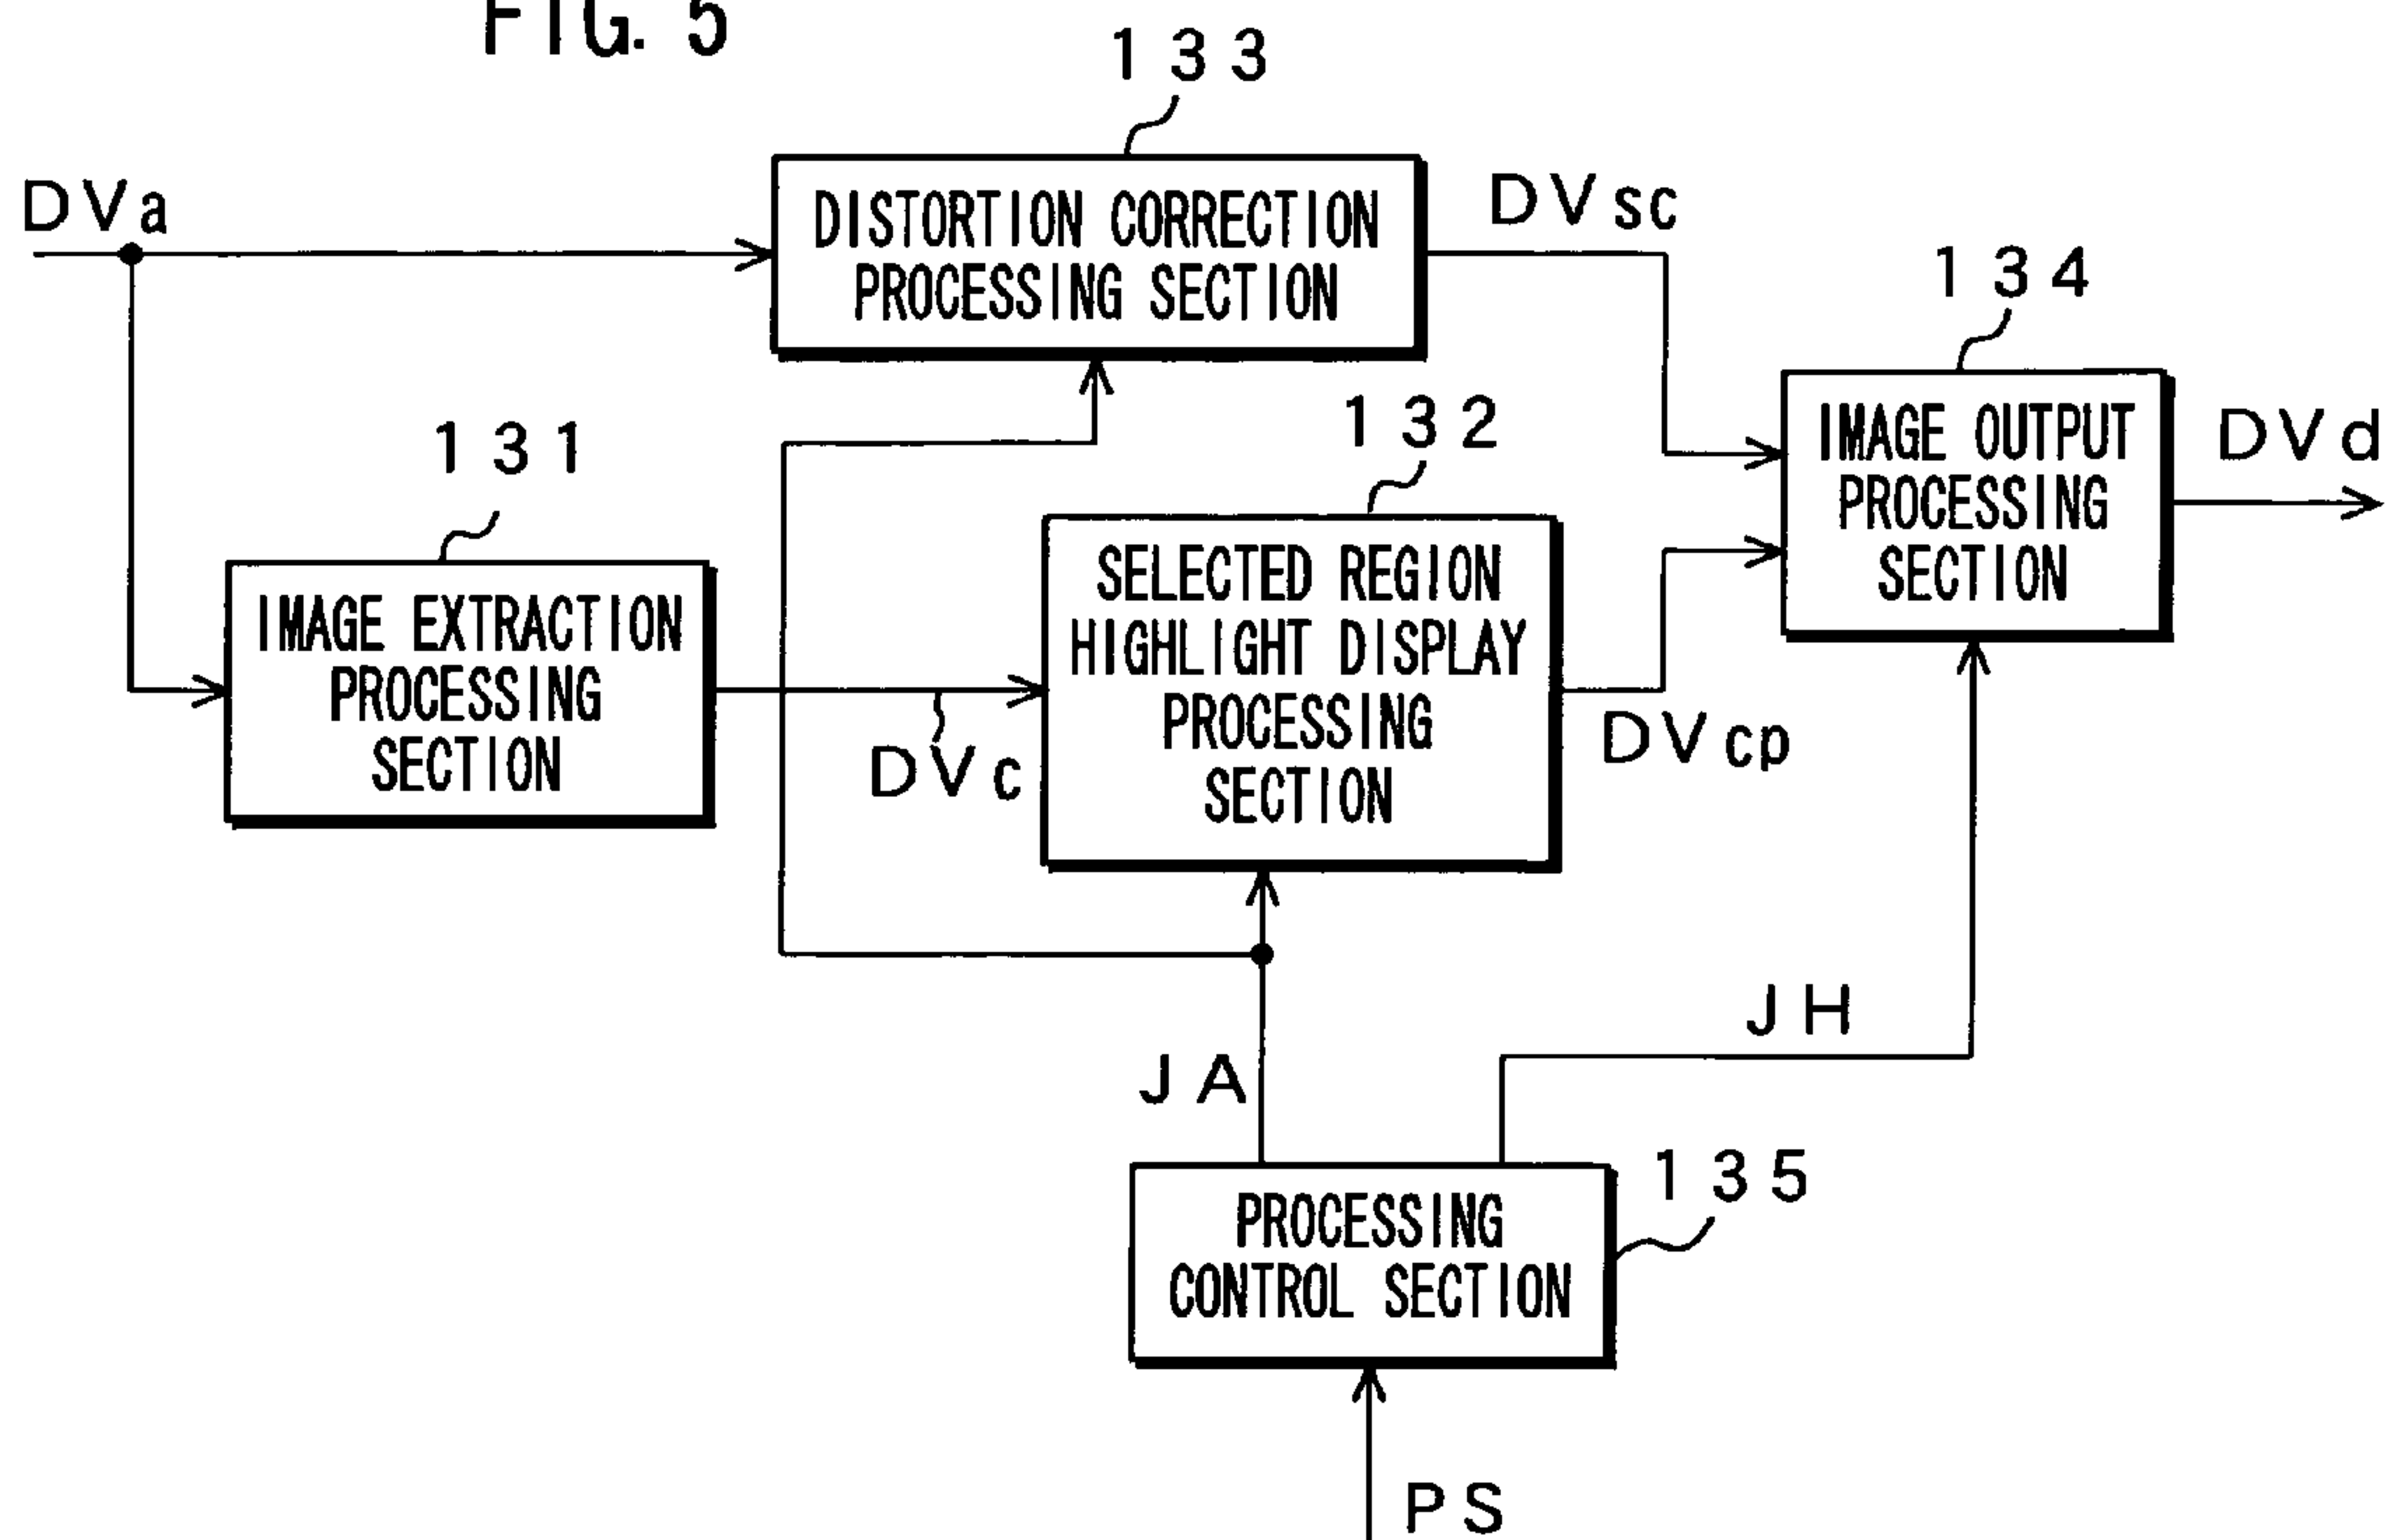 FIG. 5
133
DVa
DISTORTION CORRECTION
PROCESSING SECTION
DVsc
134
131
132
IMAGE OUTPUT
PROCESSING
SECTION
DVd
IMAGE EXTRACTION
PROCESSING
SECTION
SELECTED REGION
HIGHLIGHT DISPLAY
PROCESSING
SECTION
DVc
DVcp
JA
JH
135
PROCESSING
CONTROL SECTION
PS